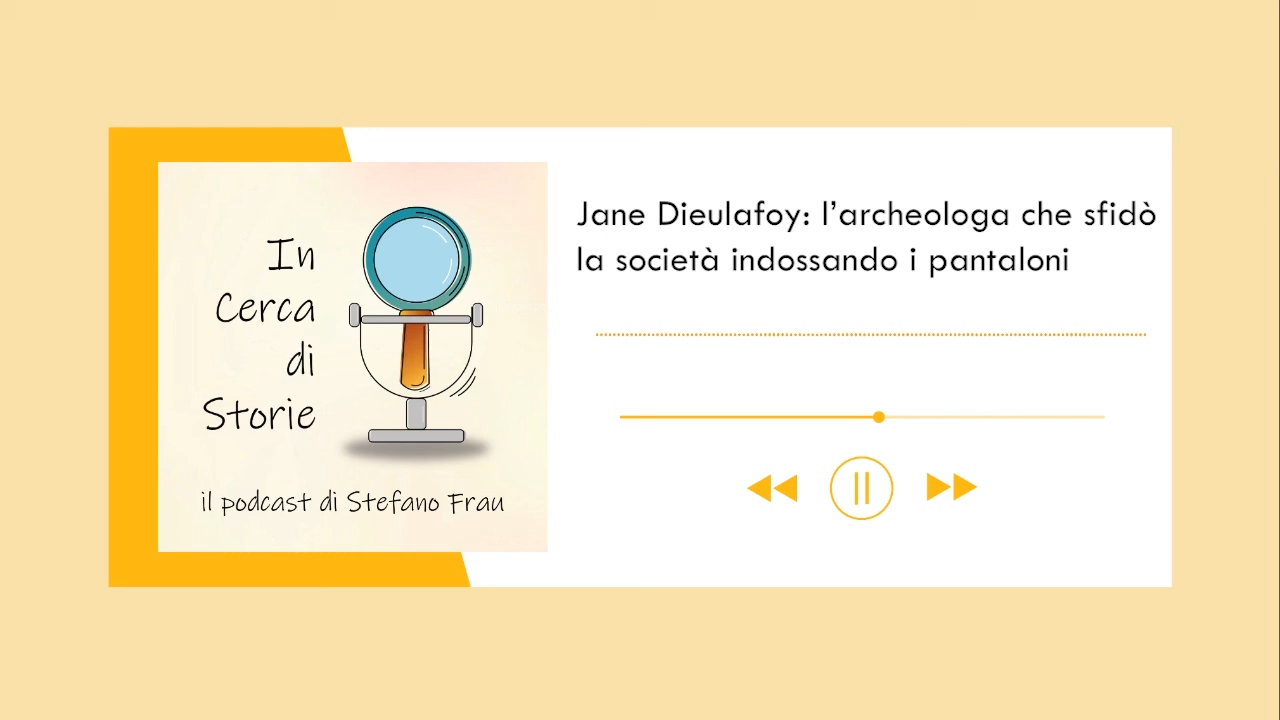 In
Cerca
di
Storie
il podcast di Stefano Frau
Jane Dieulafoy: l’archeologa che sfidò
la società indossando i pantaloni